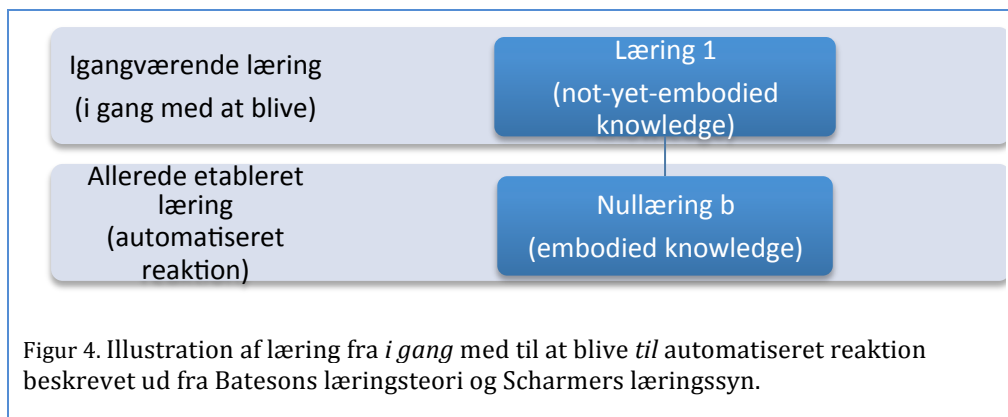 Igangværende læring
(i gang med at blive)
Læring 1
(not-yet-embodied
knowledge)
Allerede etableret
læring
(automatiseret
reaktion)
Nullæring b
(embodied knowledge)
Figur 4. Illustration af læring fra i gang med til at blive til automatiseret reaktion
beskrevet ud fra Batesons læringsteori og Scharmers læringssyn.